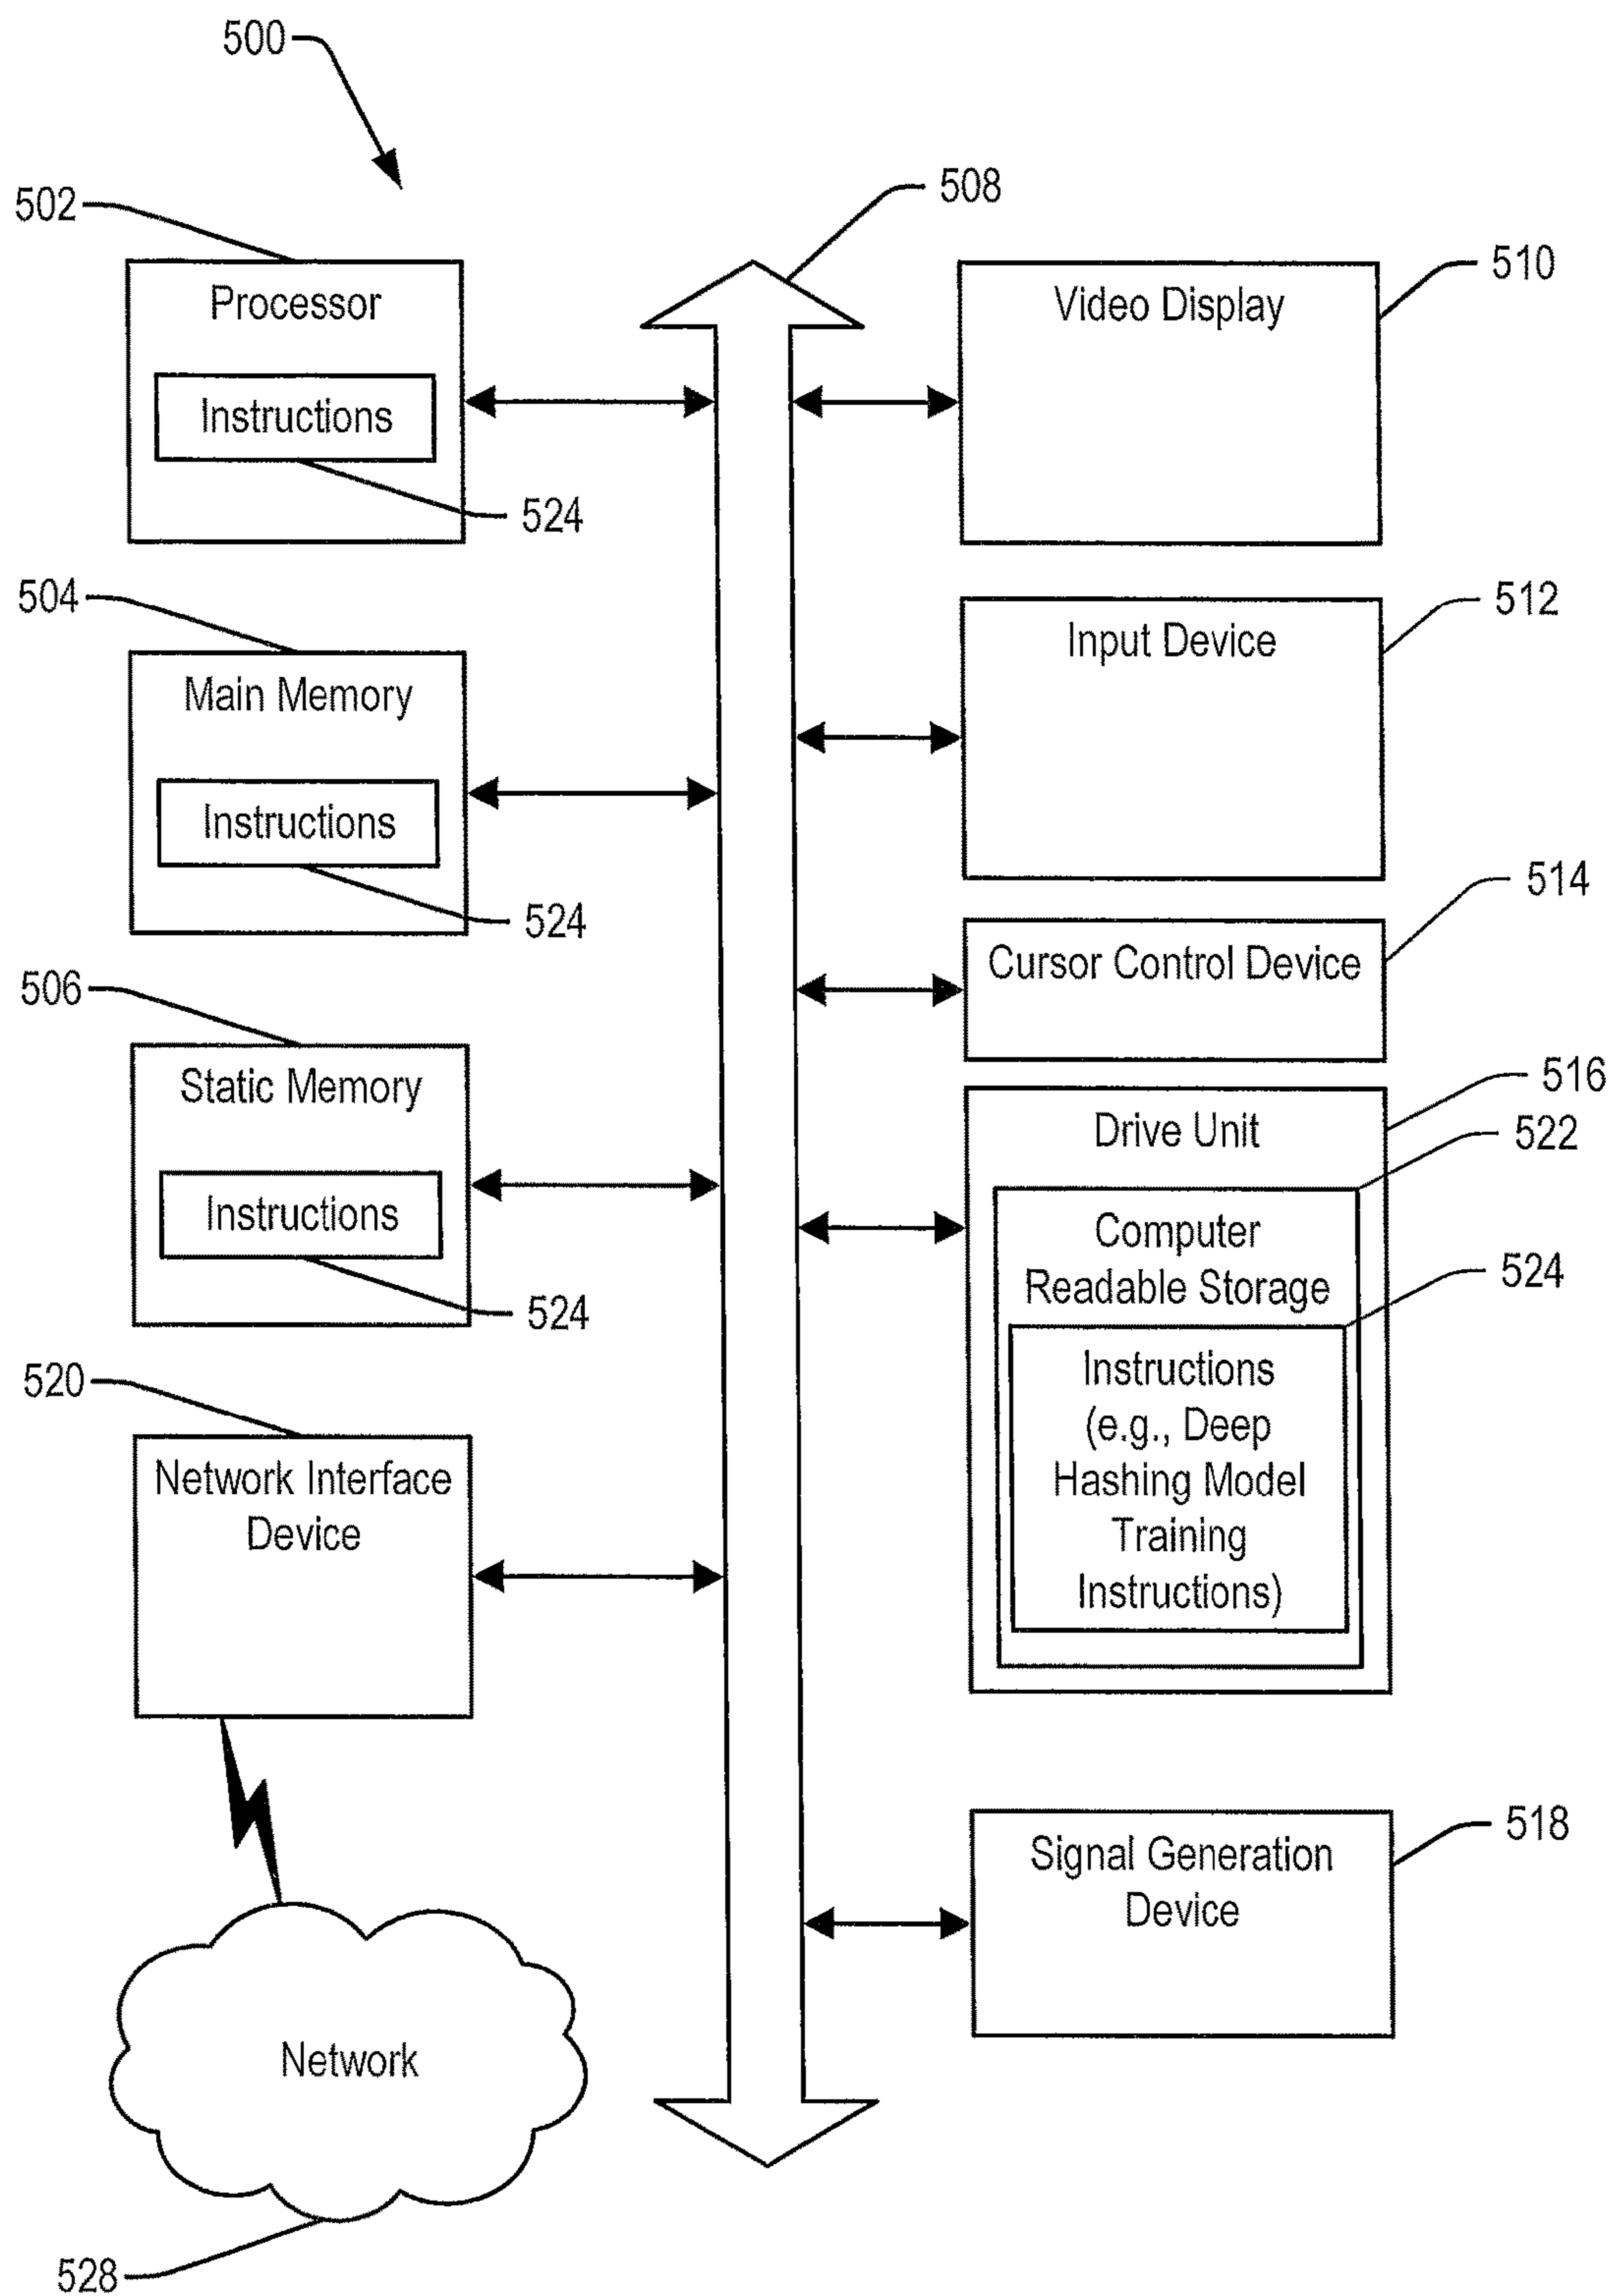 500
502
508
510
Processor
Instructions
524
Video Display
504
Main Memory
Instructions
524
512
Input Device
514
Cursor Control Device
506
Static Memory
Instructions
524
516
Drive Unit
522
Computer
Readable Storage
524
Instructions
(e.g., Deep
Hashing Model
Training
Instructions)
520
Network Interface
Device
518
Signal Generation
Device
Network
528